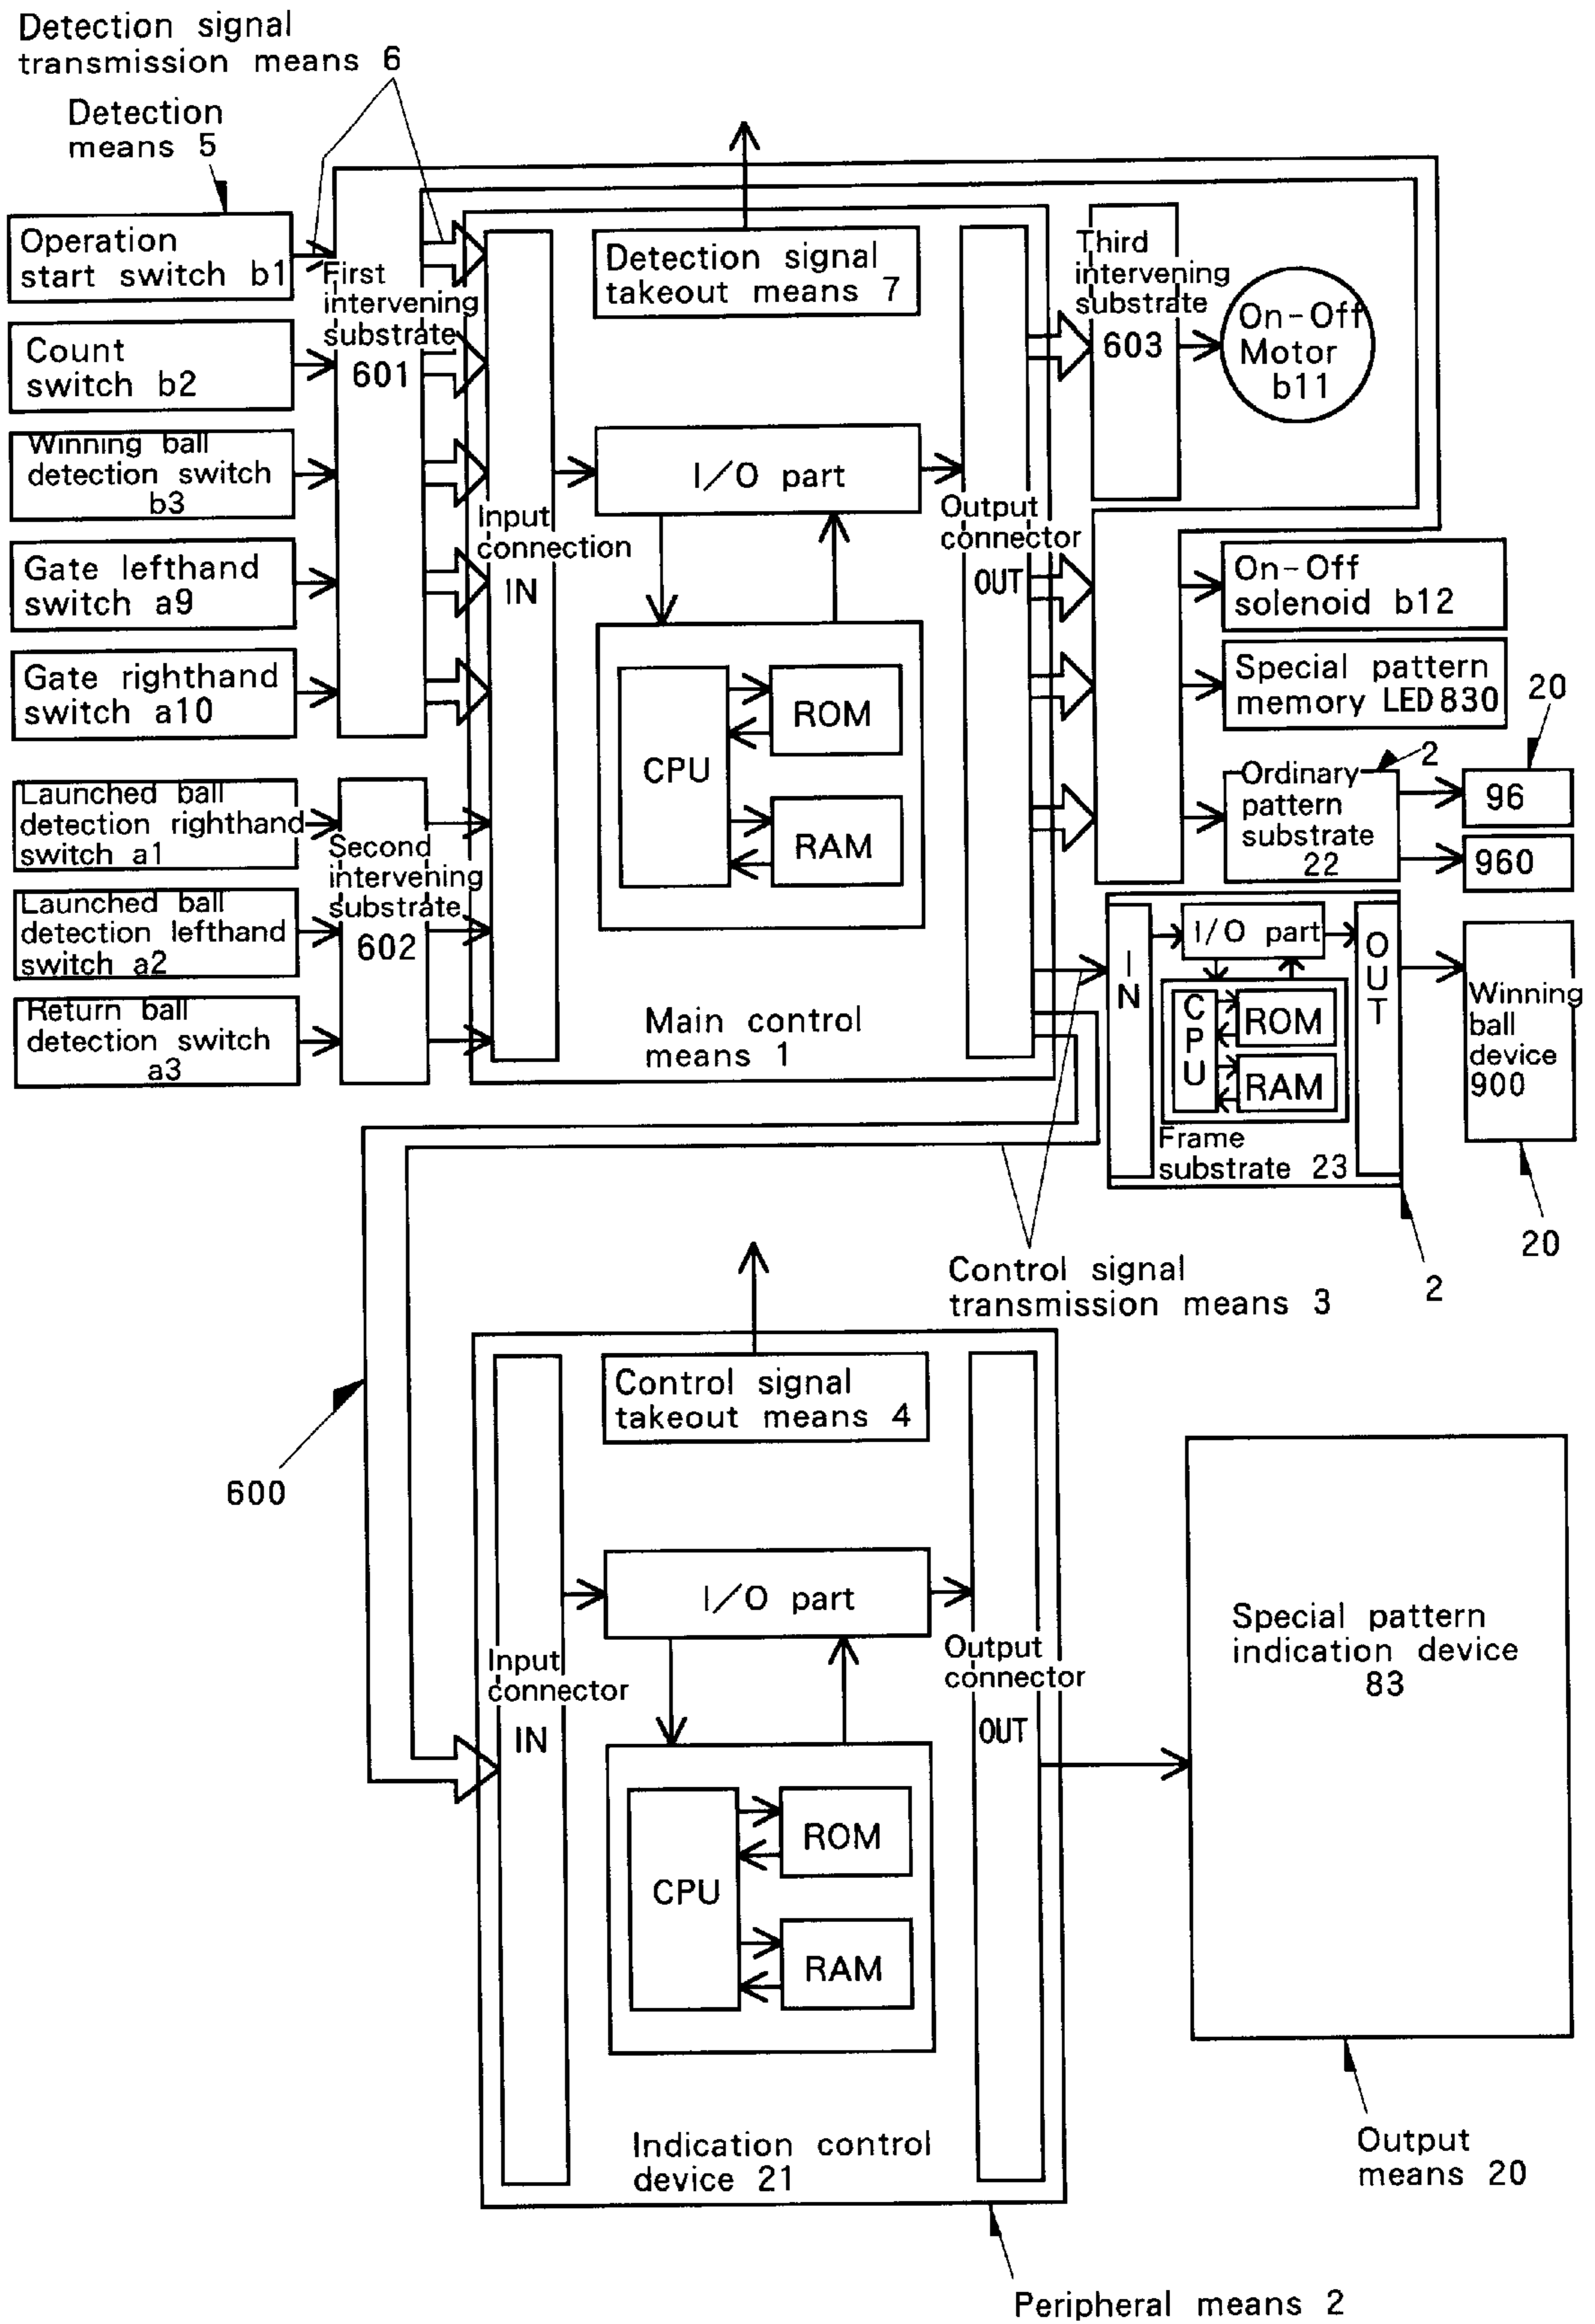 Detection signal
transmission means 6
Detection
means 5
Operation
start switch b1
Count
switch b2
Winning ball
detection switch
b3
Gate lefthand
switch a9
Gate righthand
switch a10
Launched ball
detection righthand
switch a1
Launched ball
detection lefthand
switch a2
Return ball
detection switch
a3
First
intervening
substrate
601
Second
intervening
substrate
602
Input
connection
IN
Detection signal
takeout means 7
I/O part
CPU
ROM
RAM
Main control
means 1
Output
connector
OUT
Third
intervening
substrate
603
On-Off
Motor
b11
On-Off
solenoid b12
Special pattern
memory LED830
Ordinary
pattern
substrate
22
2
20
96
960
IN
I/O part
CPU
ROM
RAM
OUT
Frame
substrate 23
Winning
ball
device
900
20
2
Control signal
transmission means 3
600
Control signal
takeout means 4
Input
connector
IN
I/O part
CPU
ROM
RAM
Output
connector
OUT
Indication control
device 21
Special pattern
indication device
83
Output
means 20
Peripheral means 2